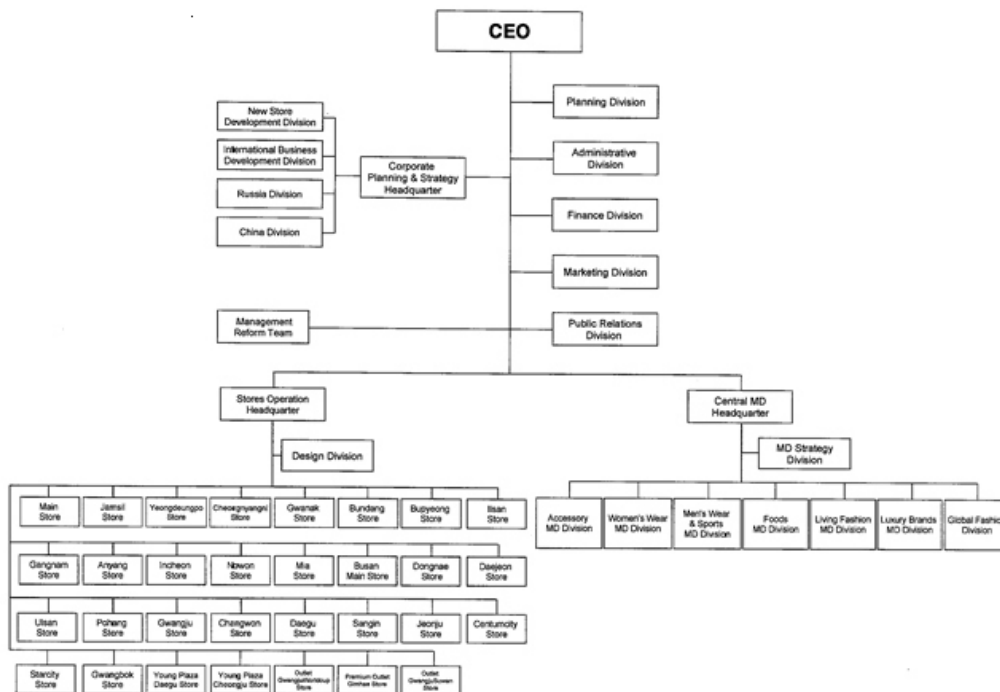 CEO
Planning Division
New Store
Development Division
International Business
Development Division
Administrative
Division
Corporate
Planning & Strategy
Headquarter
Russia Division
Finance Division
China Division
Marketing Division
Management
Reform Team
Public Relations
Division
Stores Operation
Headquarter
Central MD
Headquarter
Design Division
MD Strategy
Division
Main
Store
Jamsil
Store
Yeongdeungpo
Store
Store
Gwanak
Store
Bundang
Store
Bupyeong
Store
Ilsan
Store
Accessory
MD Division
Women's Wear
MD Division
Men's Wear
& Sports
MD Division
Foods
MD Division
Living Fashion
MD Division
Luxury Brands
MD Division
Global Fashion
Division
Gangnam
Store
Anyang
Store
Incheon
Store
Nowon
Store
Mia
Store
Busan
Main Store
Dongnae
Store
Daejeon
Store
Ulsan
Store
Pohang
Store
Gwangju
Store
Changwon
Store
Daegu
Store
Sangin
Store
Jeonju
Store
Centumcity
Store
Starcity
Store
Gwangbok
Store
Young Plaza
Daegu Store
Young Plaza
Cheongju Store
Outlet
Store
Premium Outlet
Gimhae Store
Outlet
Store